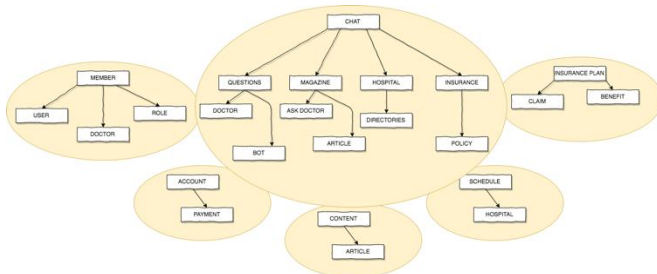 CHAT
MEMBER
USER
DOCTOR
ROLE
QUESTIONS
MAGAZINE
HOSPITAL
INSURANCE
DOCTOR
ASK DOCTOR
DIRECTORIES
BOT
ARTICLE
POLICY
INSURANCE PLAN
CLAIM
BENEFIT
ACCOUNT
PAYMENT
CONTENT
ARTICLE
SCHEDULE
HOSPITAL